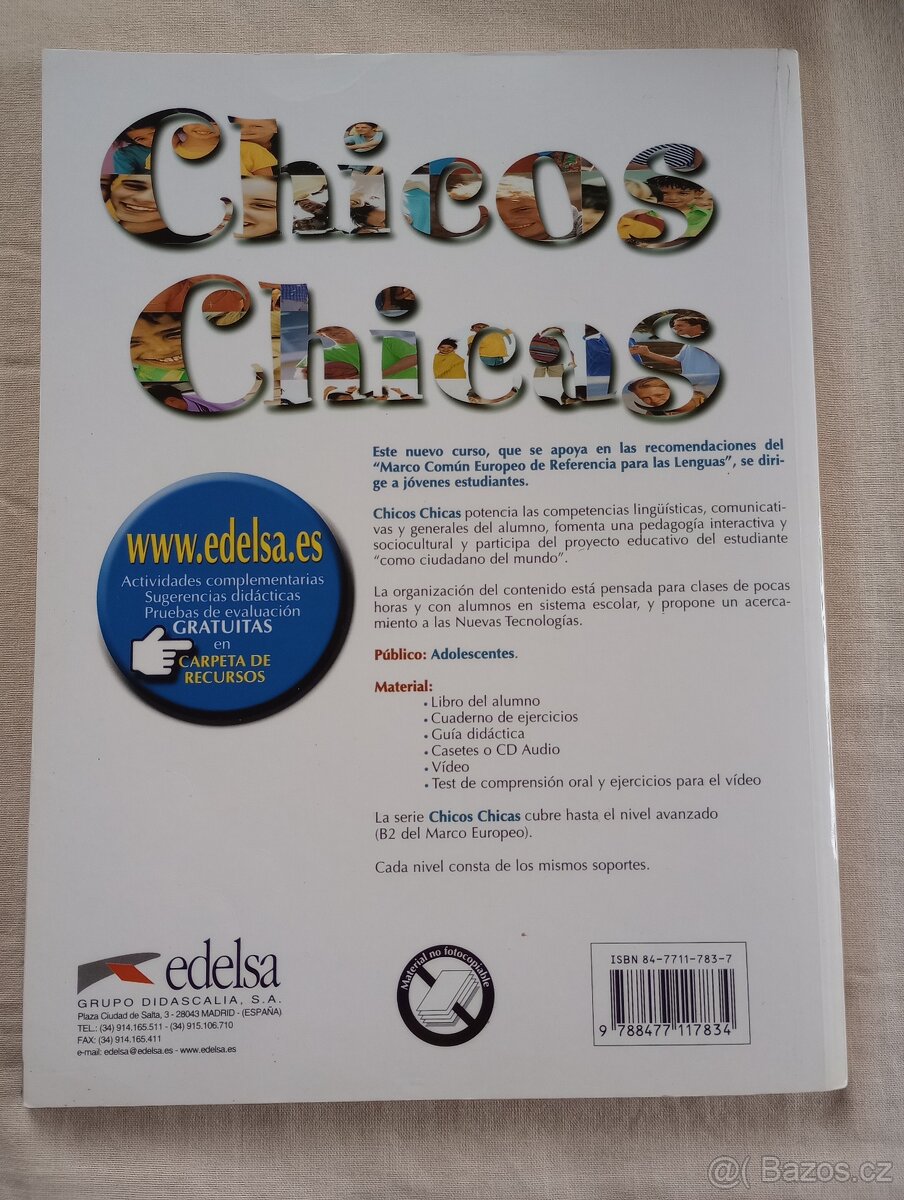 Chicos
Chicas
Este nuevo curso, que se apoya en las recomendaciones del
“Marco Común Europeo de Referencia para las Lenguas”, se diri-
ge a jóvenes estudiantes.
Chicos Chicas potencia las competencias lingüísticas, comunicati-
vas y generales del alumno, fomenta una pedagogía interactiva y
sociocultural y participa del proyecto educativo del estudiante
“como ciudadano del mundo”.
La organización del contenido está pensada para clases de pocas
horas y con alumnos en sistema escolar, y propone un acerca-
miento a las Nuevas Tecnologías.
Público: Adolescentes.
Material:
• Libro del alumno
• Cuaderno de ejercicios
• Guía didáctica
• Casetes o CD Audio
• Vídeo
• Test de comprensión oral y ejercicios para el vídeo
La serie Chicos Chicas cubre hasta el nivel avanzado
(B2 del Marco Europeo).
Cada nivel consta de los mismos soportes.
www.edelsa.es
Actividades complementarias
Sugerencias didácticas
Pruebas de evaluación
GRATUITAS
en
CARPETA DE
RECURSOS
edelsa
GRUPO DIDASCALIA, S.A.
Plaza Ciudad de Salta, 3 - 28043 MADRID - (ESPAÑA)
TEL.: (34) 914.165.511 - (34) 915.106.710
FAX: (34) 914.165.411
e-mail: edelsa@edelsa.es - www.edelsa.es
Material no fotocopiable
ISBN 84-7711-783-7
9 788477 117834
@( Bazos.cz